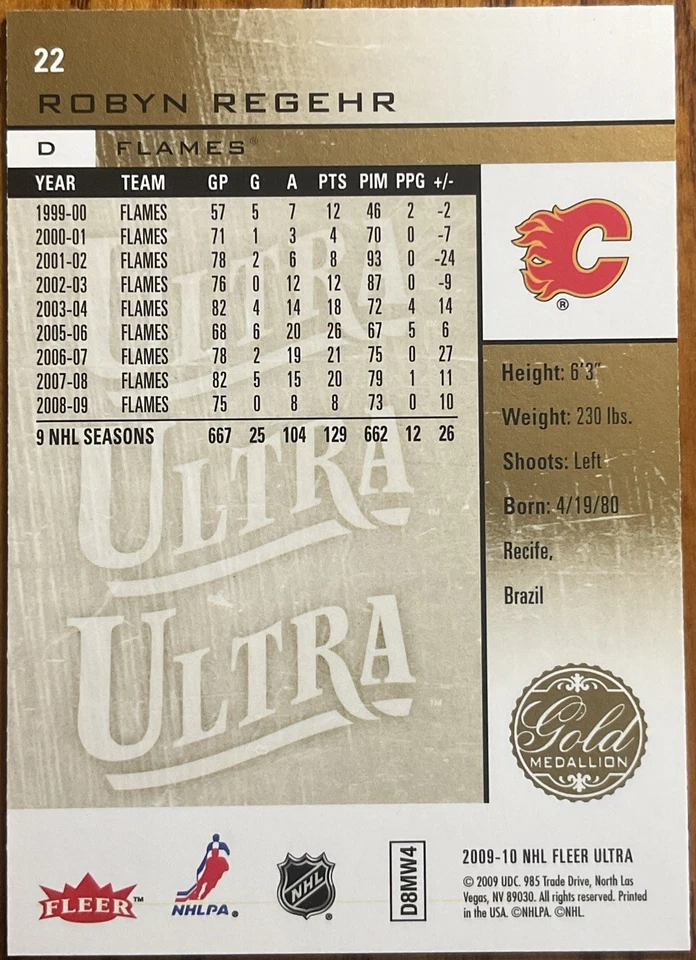 22
ROBYN REGEHR
D FLAMES®
YEAR TEAM GP G A PTS PIM PPG +/-
1999-00 FLAMES 57 5 7 12 46 2 -2
2000-01 FLAMES 71 1 3 4 70 0 -7
2001-02 FLAMES 78 2 6 8 93 0 -24
2002-03 FLAMES 76 0 12 12 87 0 -9
2003-04 FLAMES 82 4 14 18 72 4 14
2005-06 FLAMES 68 6 20 26 67 5 6
2006-07 FLAMES 78 2 19 21 75 0 27
2007-08 FLAMES 82 5 15 20 79 1 11
2008-09 FLAMES 75 0 8 8 73 0 10
9 NHL SEASONS 667 25 104 129 662 12 26
ULTRA
ULTRA™
ULTRA™
C
®
Height: 6'3"
Weight: 230 lbs.
Shoots: Left
Born: 4/19/80
Recife,
Brazil
Gold
MEDALLION
FLEER™
NHLPA®
NHL
D8MW4
2009-10 NHL FLEER ULTRA
© 2009 UDC. 985 Trade Drive, North Las
Vegas, NV 89030. All rights reserved. Printed
in the USA. ©NHLPA. ©NHL.